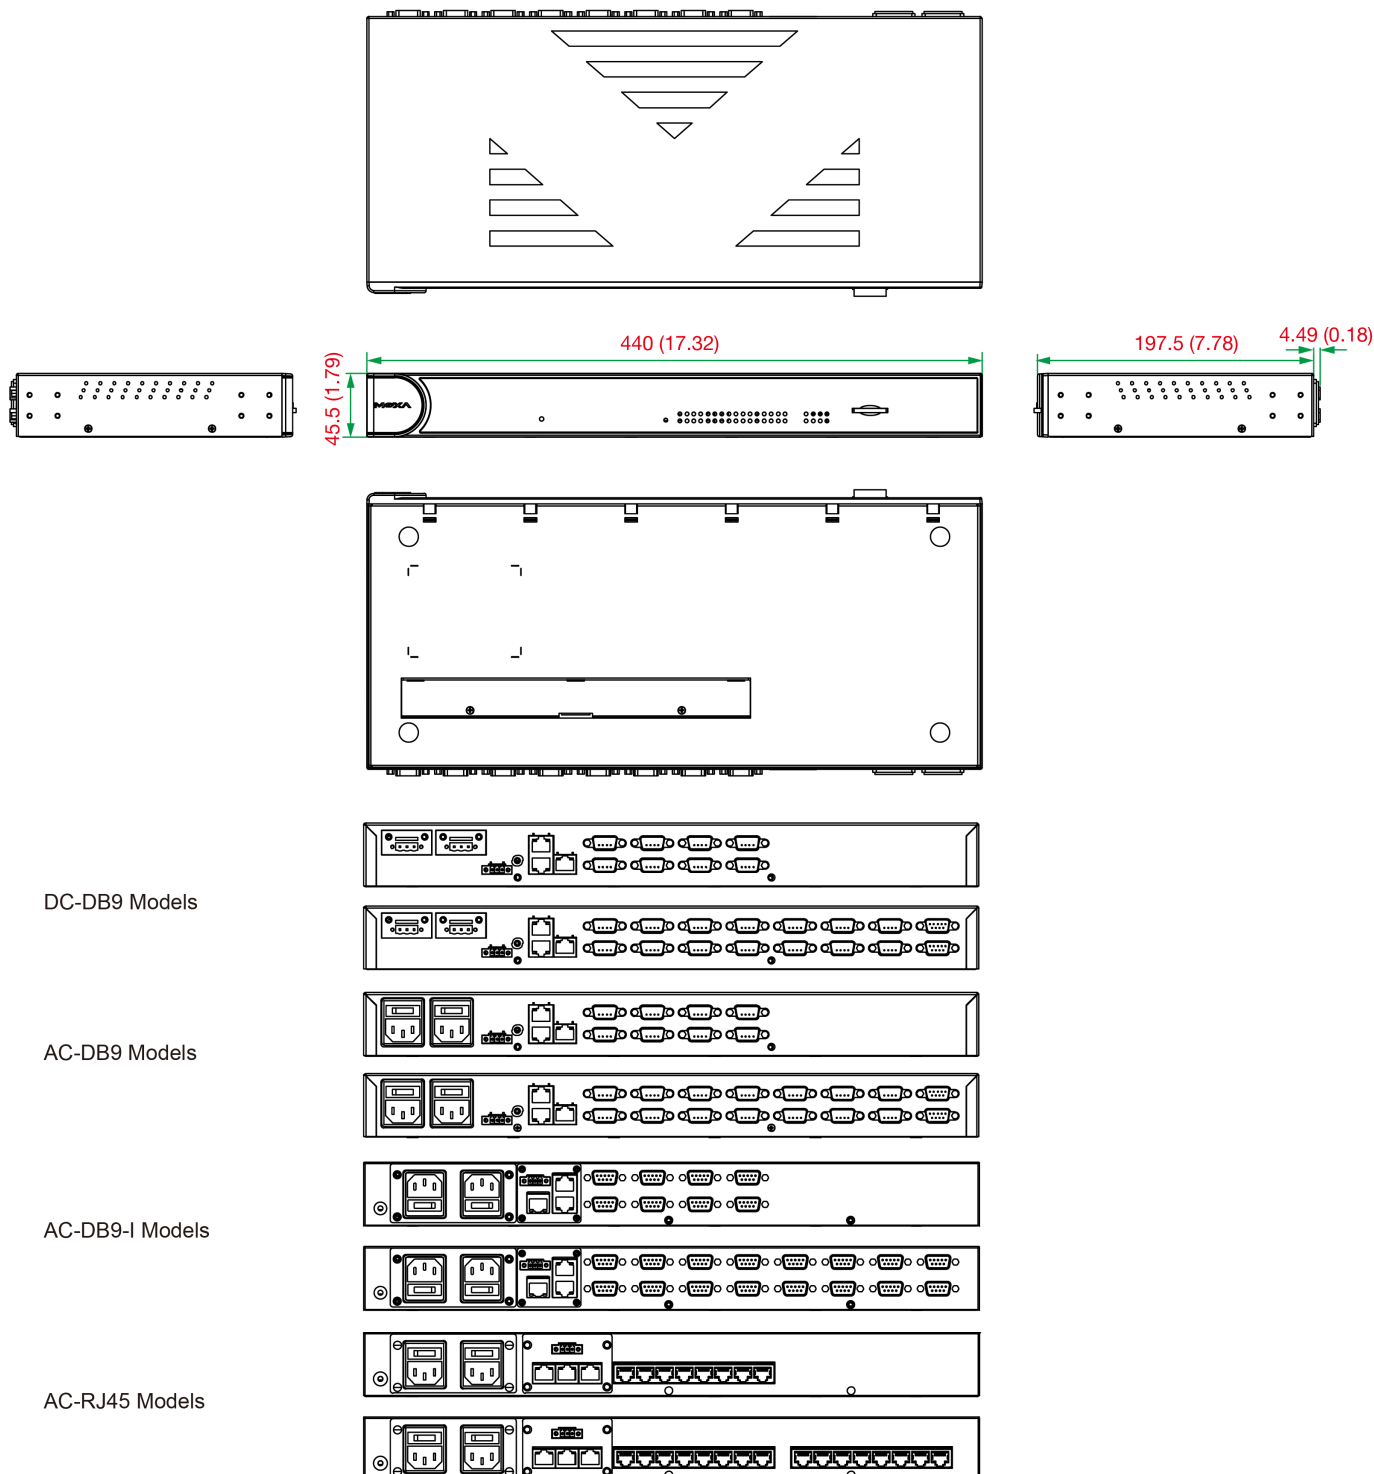 440 (17.32)
197.5 (7.78)
4.49 (0.18)
45.5 (1.79)
MOXA
DC-DB9 Models
AC-DB9 Models
AC-DB9-I Models
AC-RJ45 Models